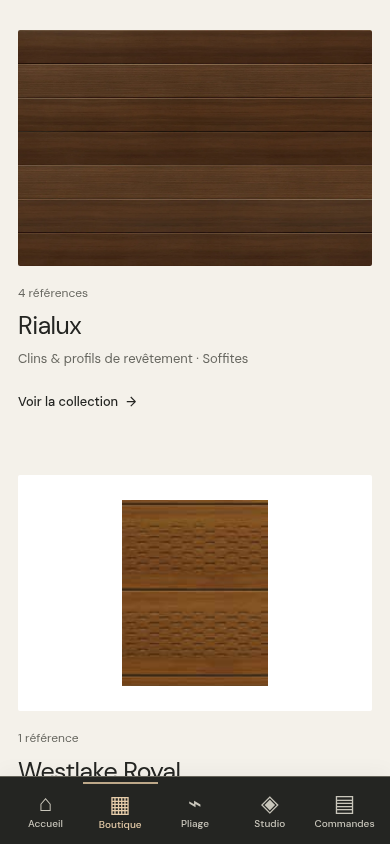 4 références
Rialux
Clins & profils de revêtement · Soffites
Voir la collection →
1 référence
Westlake Royal
Accueil
Boutique
Pliage
Studio
Commandes